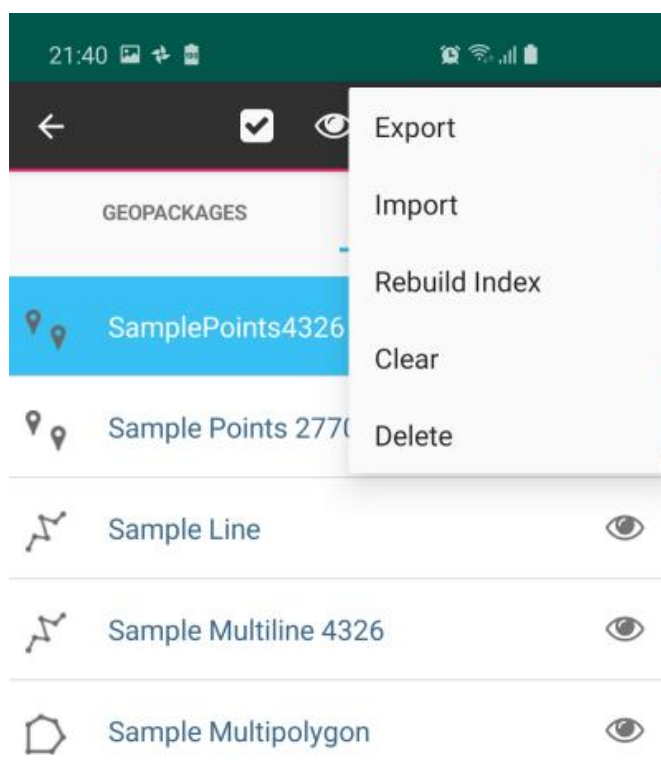 21:40
Export
GEOPACKAGES
Import
Rebuild Index
SamplePoints4326
Clear
Sample Points 277
Delete
Sample Line
Sample Multiline 4326
Sample Multipolygon